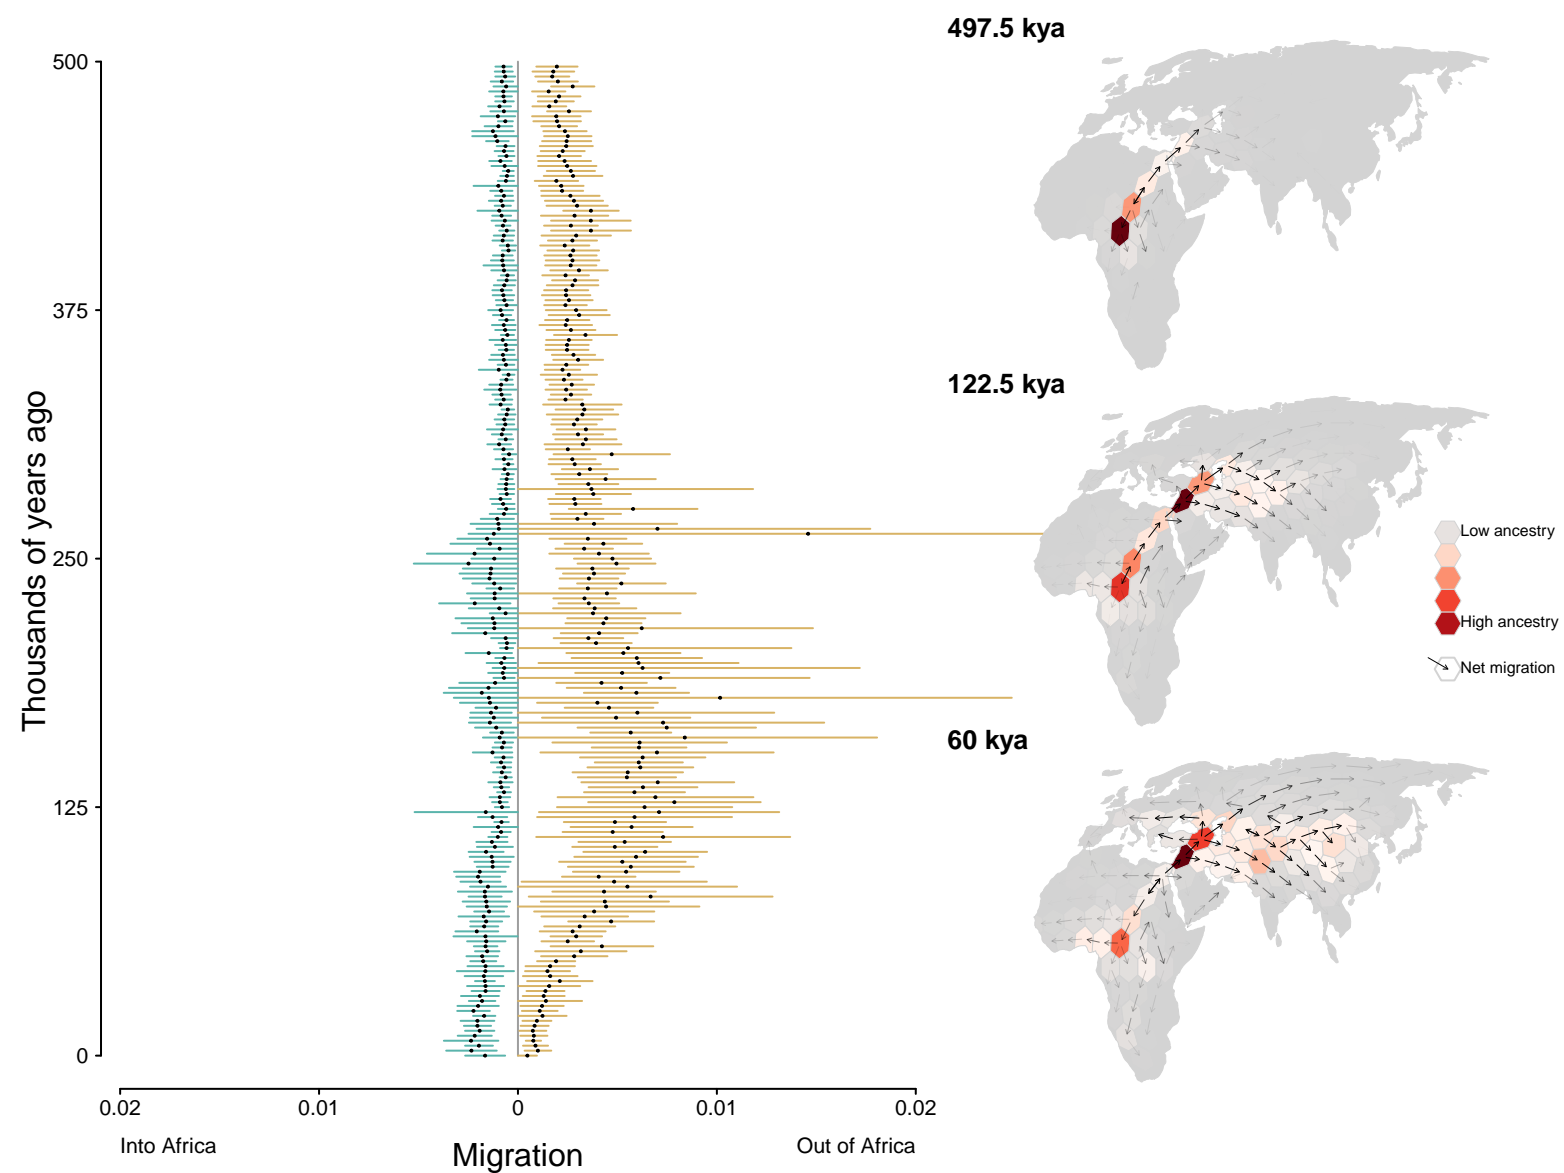 497.5 kya
500
375
122.5 kya
Thousands of years ago
250
Low ancestry
High ancestry
Net migration
60 kya
125
0
0.02
0.01
0
0.01
0.02
Into Africa
Migration
Out of Africa